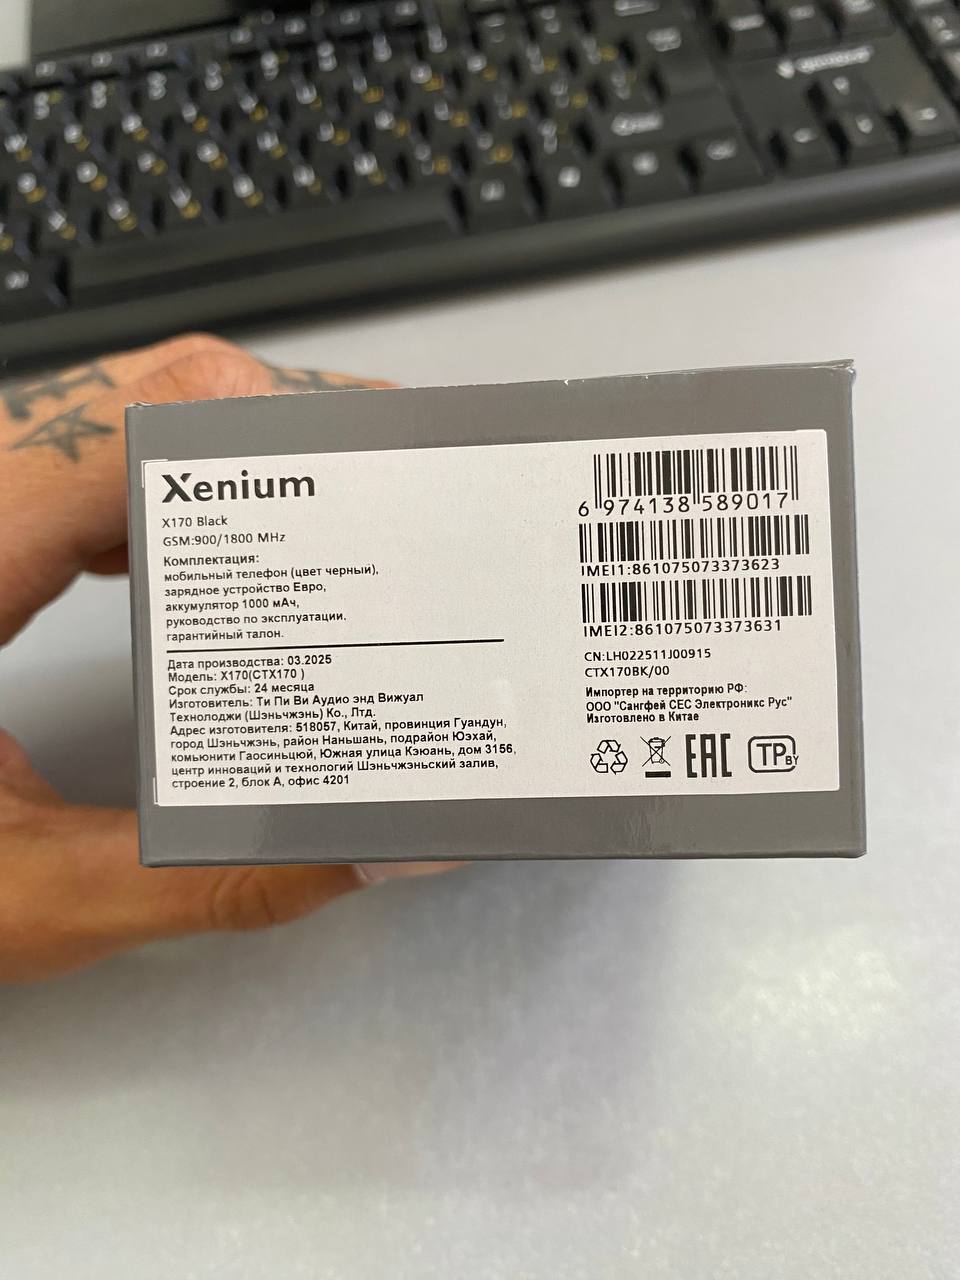 Xenium
X170 Black
GSM:900/1800 MHz
Комплектация:
мобильный телефон (цвет черный),
зарядное устройство Евро,
аккумулятор 1000 мАч,
руководство по эксплуатации,
гарантийный талон.
Дата производства: 03.2025
Модель: X170(CTX170 )
Срок службы: 24 месяца
Изготовитель: Ти Пи Ви Аудио энд Вижуал
Технолоджи (Шэньчжэнь) Ко., Лтд.
Адрес изготовителя: 518057, Китай, провинция Гуандун,
город Шэньчжэнь, район Наньшань, подрайон Юэхай,
комьюнити Гаосиньцюй, Южная улица Кэюань, дом 3156,
центр инноваций и технологий Шэньчжэньский залив,
строение 2, блок А, офис 4201
6 974138 589017
IMEI1:861075073373623
IMEI2:861075073373631
CN:LH022511J00915
CTX170BK/00
Импортер на территорию РФ:
ООО "Сангфей СЕС Электроникс Рус"
Изготовлено в Китае
EAC
TP BY